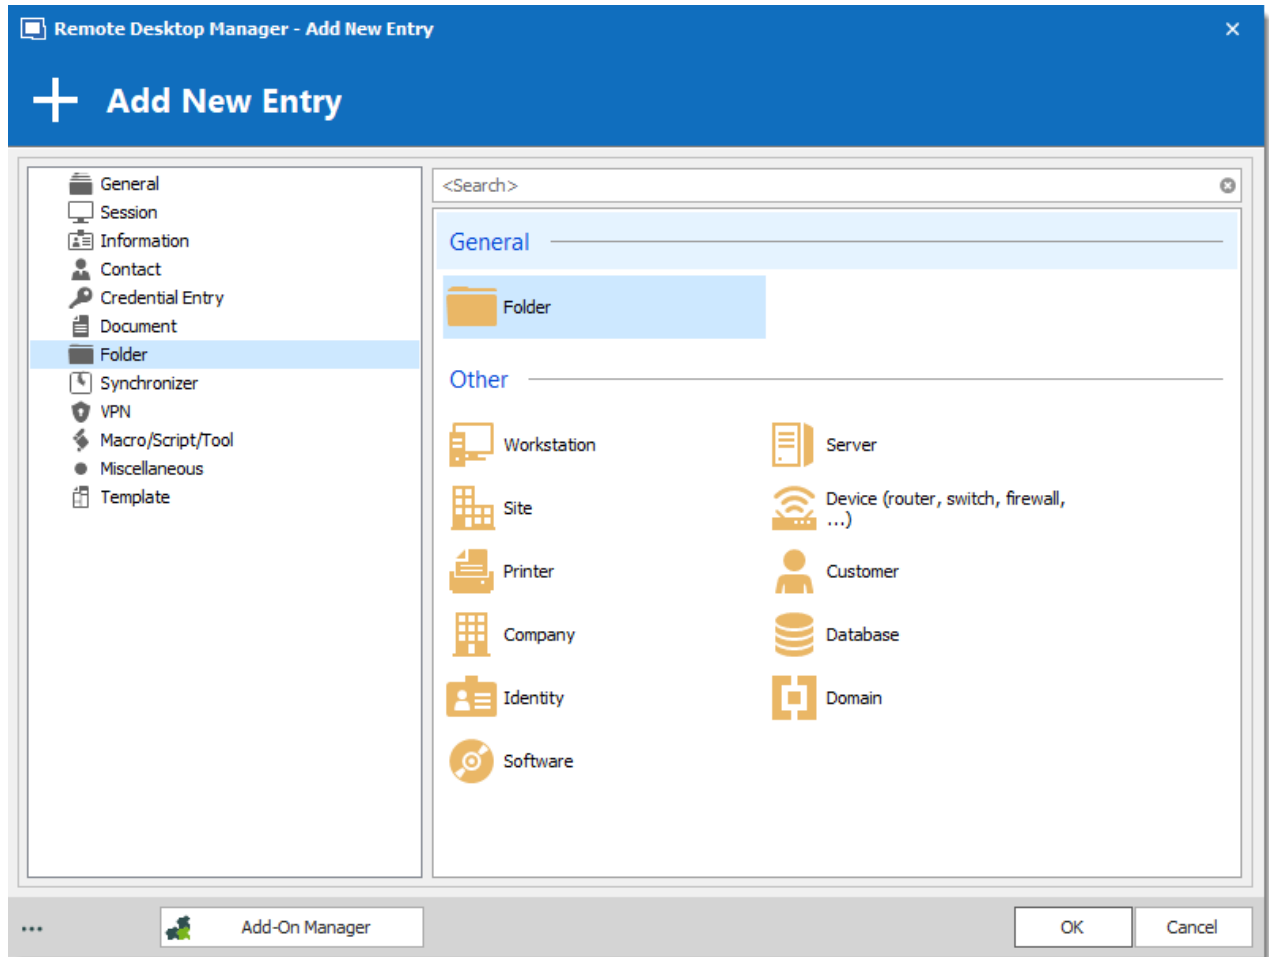 Remote Desktop Manager - Add New Entry
Add New Entry
General
Session
Information
Contact
Credential Entry
Document
Folder
Synchronizer
VPN
Macro/Script/Tool
Miscellaneous
Template
<Search>
General
Folder
Other
Workstation
Server
Site
Device (router, switch, firewall,
...)
Printer
Customer
Company
Database
Identity
Domain
Software
...
Add-On Manager
OK
Cancel